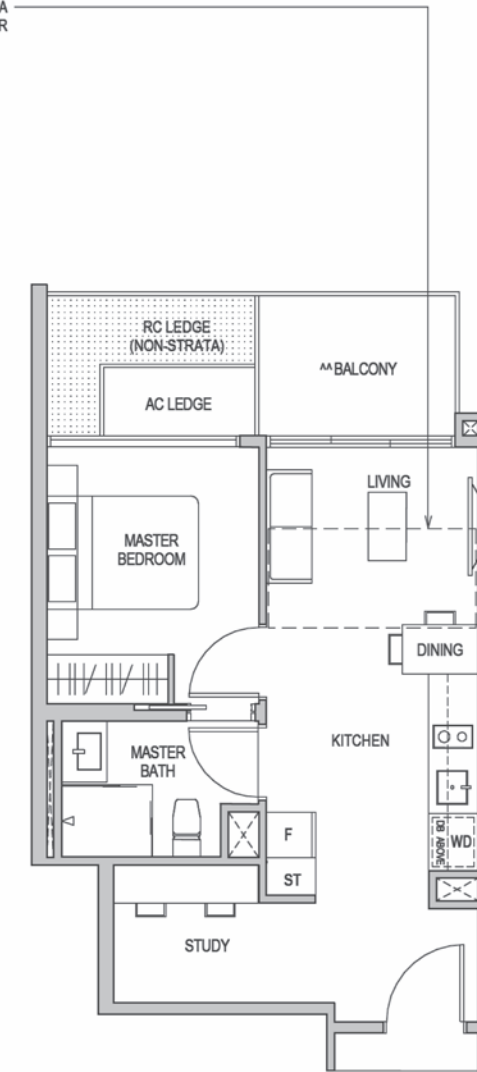 A
R
RC LEDGE
(NON-STRATA)
^^BALCONY
AC LEDGE
LIVING
MASTER
BEDROOM
DINING
KITCHEN
MASTER
BATH
F
DB ABOVE
WD
ST
STUDY